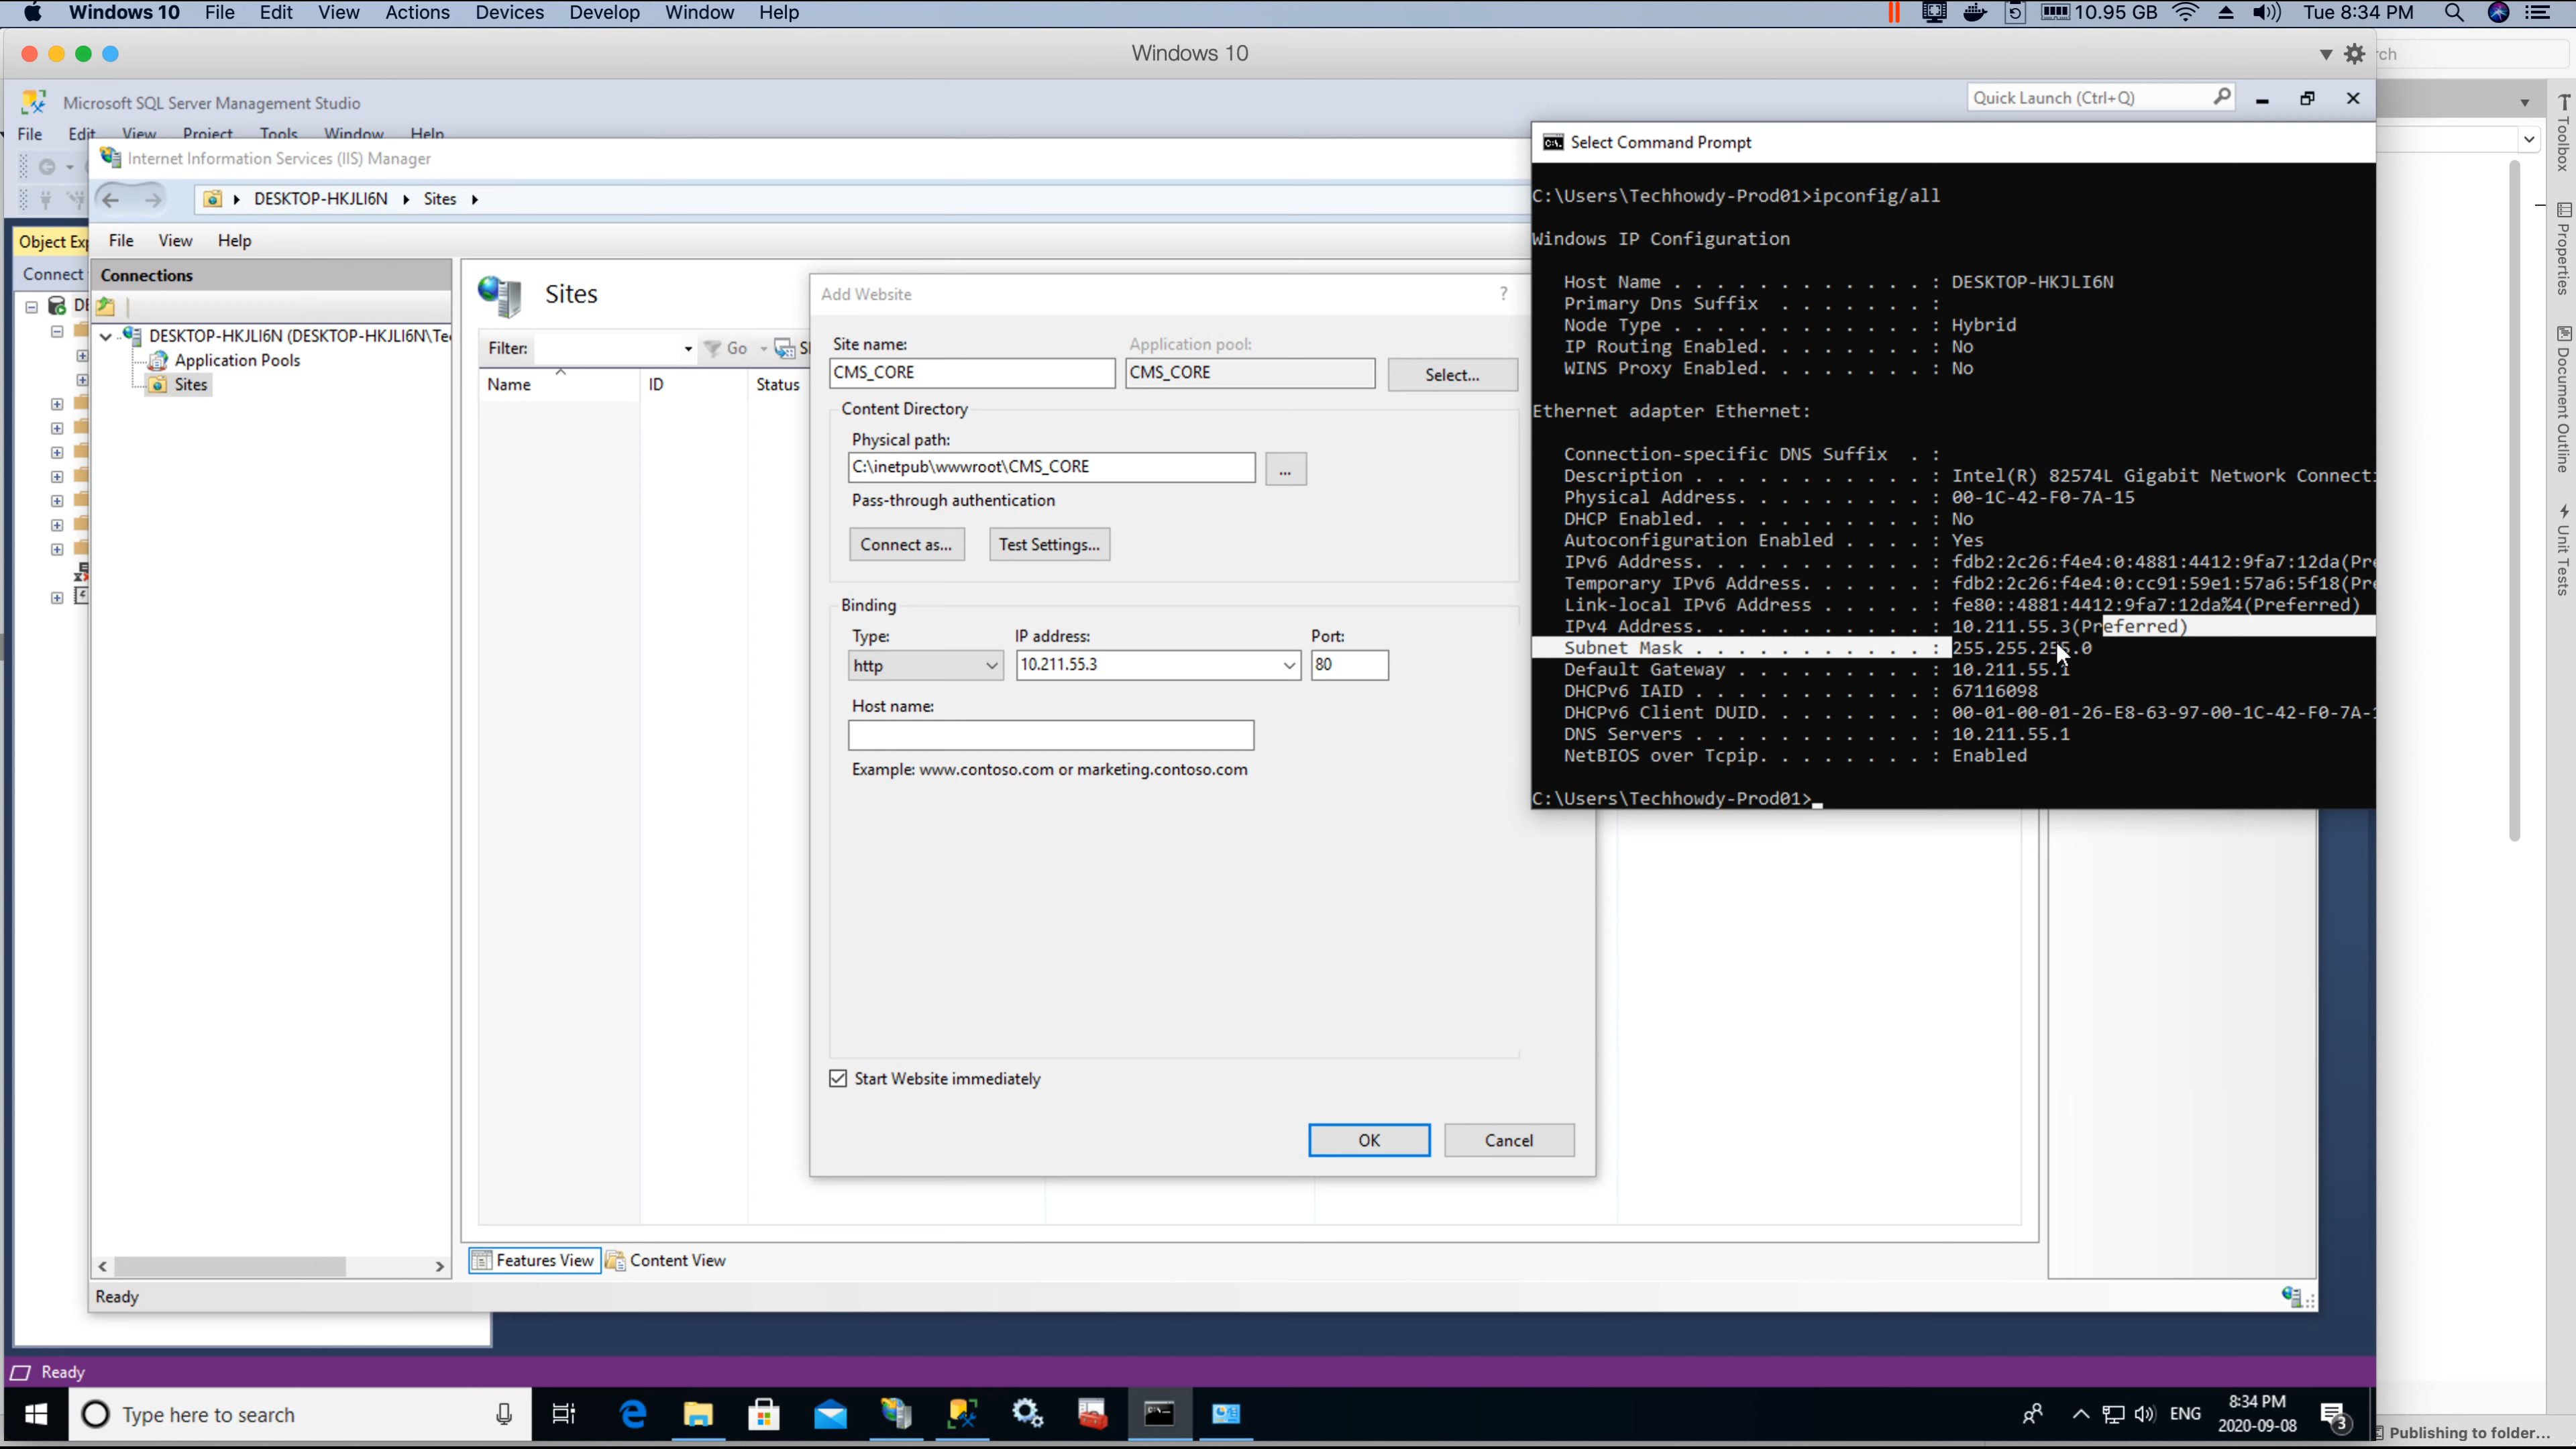 Windows 10 File Edit View Actions Devices Develop Window Help 10.95 GB Tue 8:34 PM
Windows 10
Microsoft SQL Server Management Studio
Quick Launch (Ctrl+Q)
File Edit View Project Tools Window Help
Internet Information Services (IIS) Manager
DESKTOP-HKJLI6N Sites
File View Help
Connect
Connections
DESKTOP-HKJLI6N (DESKTOP-HKJLI6N\Te
Application Pools
Sites
Sites
Filter: Go
Name ID Status
Add Website ?
Site name: Application pool:
CMS_CORE CMS_CORE Select...
Content Directory
Physical path:
C:\inetpub\wwwroot\CMS_CORE ...
Pass-through authentication
Connect as... Test Settings...
Binding
Type: IP address: Port:
http 10.211.55.3 80
Host name:
Example: www.contoso.com or marketing.contoso.com
Start Website immediately
OK Cancel
Features View Content View
Ready
Select Command Prompt
C:\Users\Techhowdy-Prod01>ipconfig/all
Windows IP Configuration
Host Name . . . . . . . . . . . . : DESKTOP-HKJLI6N
Primary Dns Suffix . . . . . . . :
Node Type . . . . . . . . . . . . : Hybrid
IP Routing Enabled. . . . . . . . : No
WINS Proxy Enabled. . . . . . . . : No
Ethernet adapter Ethernet:
Connection-specific DNS Suffix . :
Description . . . . . . . . . . . : Intel(R) 82574L Gigabit Network Connect
Physical Address. . . . . . . . . : 00-1C-42-F0-7A-15
DHCP Enabled. . . . . . . . . . . : No
Autoconfiguration Enabled . . . . : Yes
IPv6 Address. . . . . . . . . . . : fdb2:2c26:f4e4:0:4881:4412:9fa7:12da(Pre
Temporary IPv6 Address. . . . . . : fdb2:2c26:f4e4:0:cc91:59e1:57a6:5f18(Pre
Link-local IPv6 Address . . . . . : fe80::4881:4412:9fa7:12da%4(Preferred)
IPv4 Address. . . . . . . . . . . : 10.211.55.3(Preferred)
Subnet Mask . . . . . . . . . . . : 255.255.255.0
Default Gateway . . . . . . . . . : 10.211.55.1
DHCPv6 IAID . . . . . . . . . . . : 67116098
DHCPv6 Client DUID. . . . . . . . : 00-01-00-01-26-E8-63-97-00-1C-42-F0-7A-
DNS Servers . . . . . . . . . . . : 10.211.55.1
NetBIOS over Tcpip. . . . . . . . : Enabled
C:\Users\Techhowdy-Prod01>
Toolbox
Properties
Document Outline
Unit Tests
Ready
Type here to search
ENG
8:34 PM
2020-09-08
3
Publishing to folder...